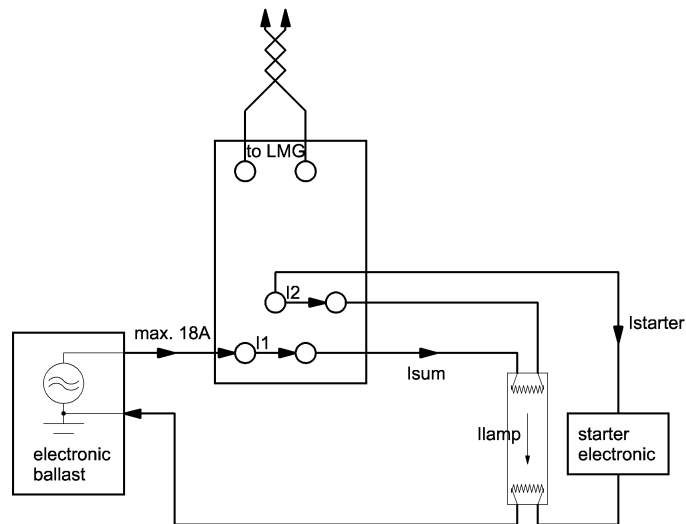 to LMG
I2
Istarter
max. 18A
I1
Isum
Ilamp
starter
electronic
electronic
ballast